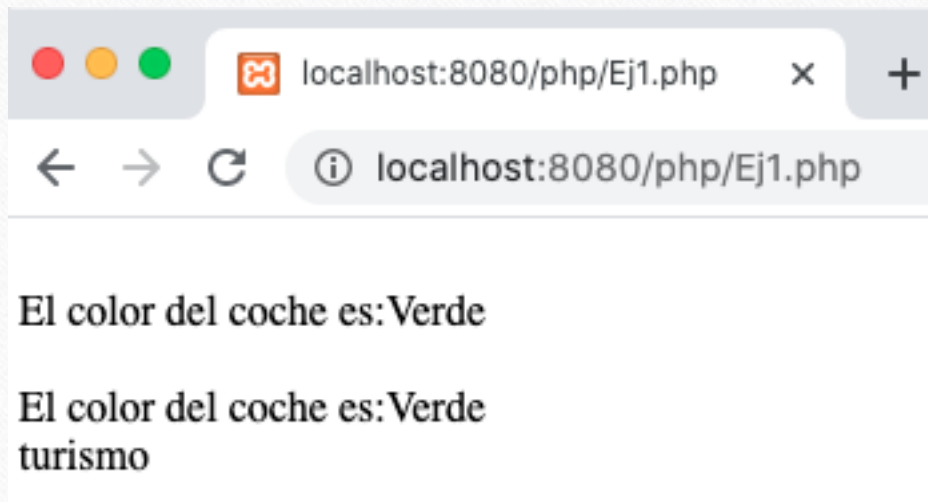 localhost:8080/php/Ej1.php
localhost:8080/php/Ej1.php
El color del coche es:Verde
El color del coche es:Verde
turismo